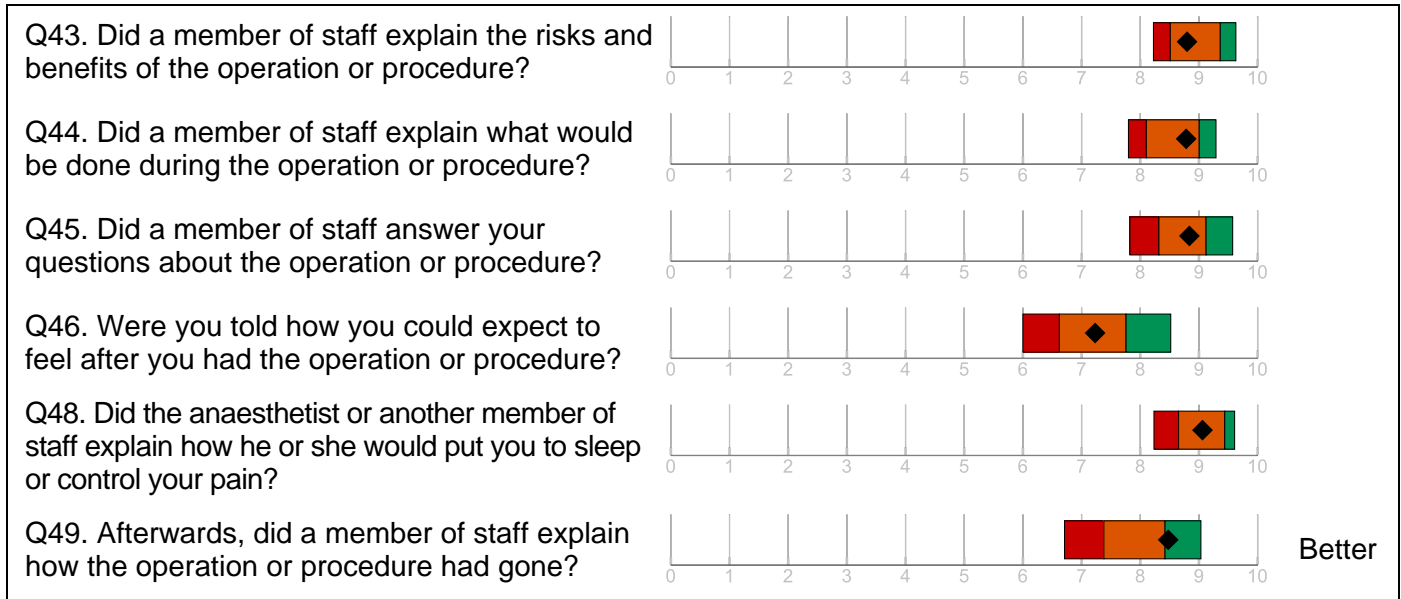 Q43. Did a member of staff explain the risks and
benefits of the operation or procedure?
0 1 2 3 4 5 6 7 8 9 10
Q44. Did a member of staff explain what would
be done during the operation or procedure?
0 1 2 3 4 5 6 7 8 9 10
Q45. Did a member of staff answer your
questions about the operation or procedure?
0 1 2 3 4 5 6 7 8 9 10
Q46. Were you told how you could expect to
feel after you had the operation or procedure?
0 1 2 3 4 5 6 7 8 9 10
Q48. Did the anaesthetist or another member of
staff explain how he or she would put you to sleep
or control your pain?
0 1 2 3 4 5 6 7 8 9 10
Q49. Afterwards, did a member of staff explain
how the operation or procedure had gone?
0 1 2 3 4 5 6 7 8 9 10
Better